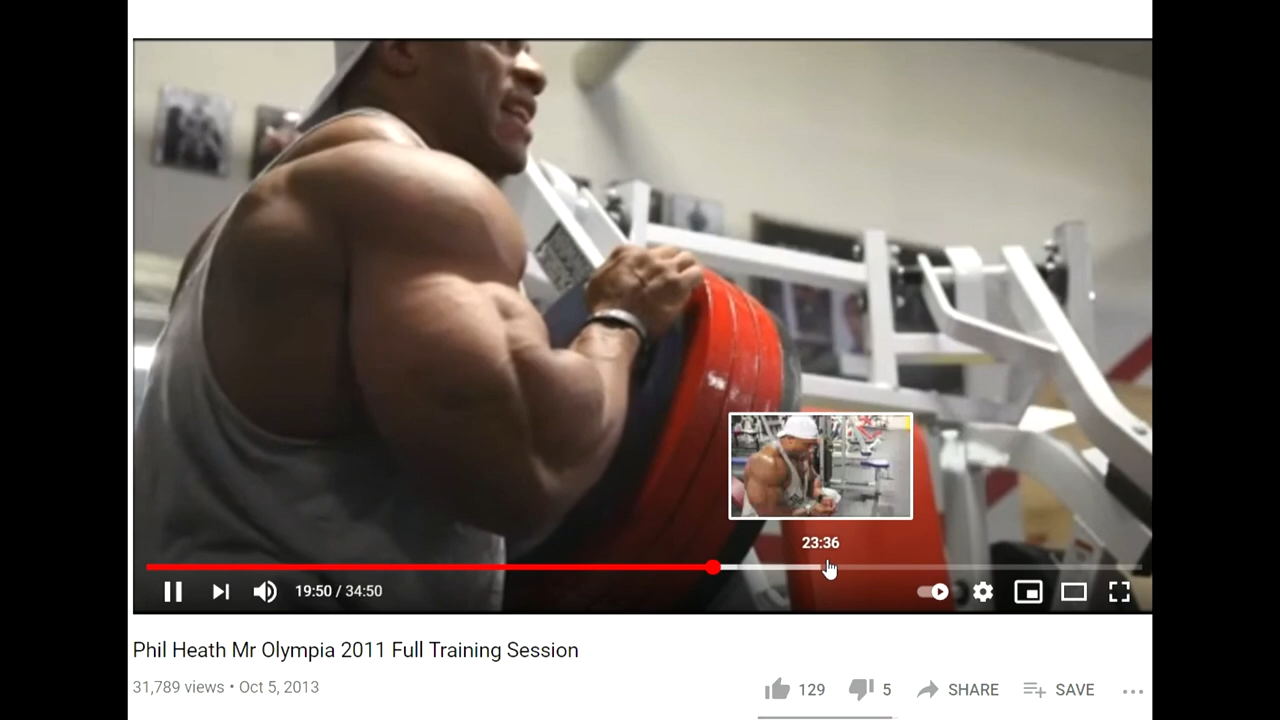 23:36
19:50 / 34:50
Phil Heath Mr Olympia 2011 Full Training Session
31,789 views • Oct 5, 2013
129
5
SHARE
SAVE